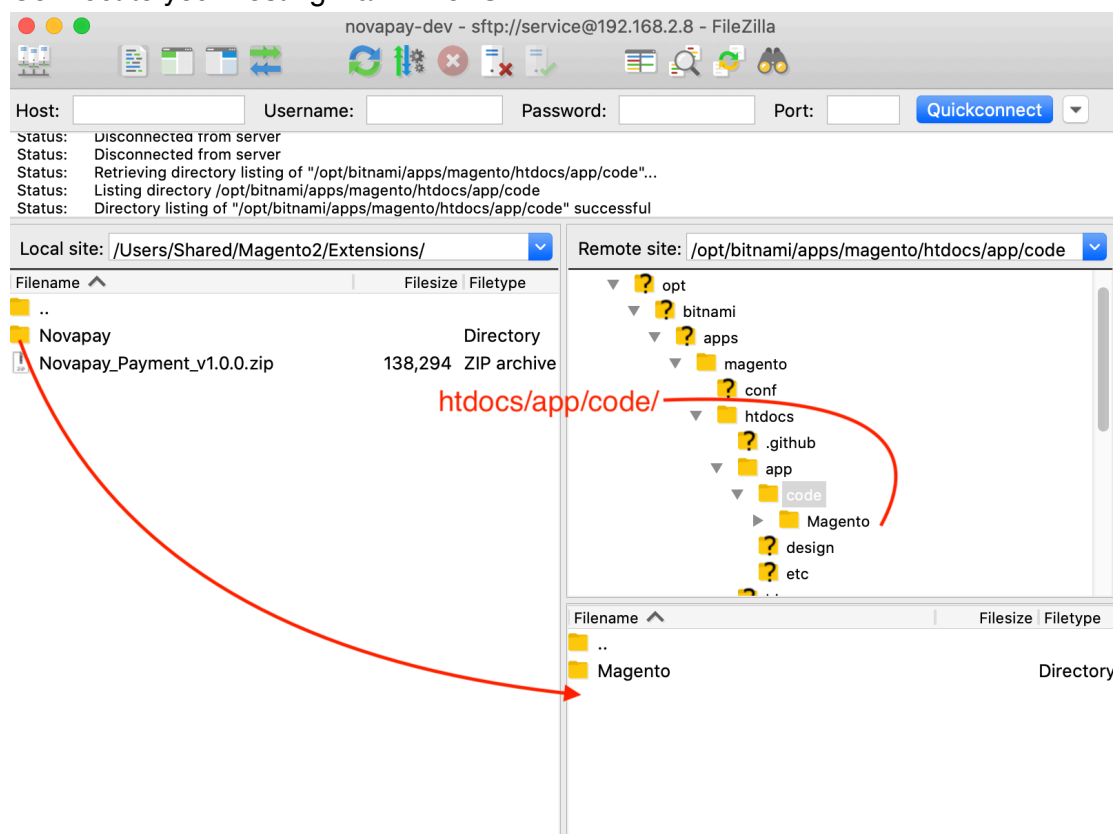 novapay-dev - sftp://service@192.168.2.8 - FileZilla
Host: Username: Password: Port: Quickconnect
Status: Disconnected from server
Status: Disconnected from server
Status: Retrieving directory listing of "/opt/bitnami/apps/magento/htdocs/app/code"...
Status: Listing directory /opt/bitnami/apps/magento/htdocs/app/code
Status: Directory listing of "/opt/bitnami/apps/magento/htdocs/app/code" successful
Local site: /Users/Shared/Magento2/Extensions/
Filename Filesize Filetype
..
Novapay Directory
Novapay_Payment_v1.0.0.zip 138,294 ZIP archive
htdocs/app/code/
Remote site: /opt/bitnami/apps/magento/htdocs/app/code
? opt
? bitnami
? apps
magento
? conf
htdocs
? .github
app
code
Magento
? design
? etc
Filename Filesize Filetype
..
Magento Directory